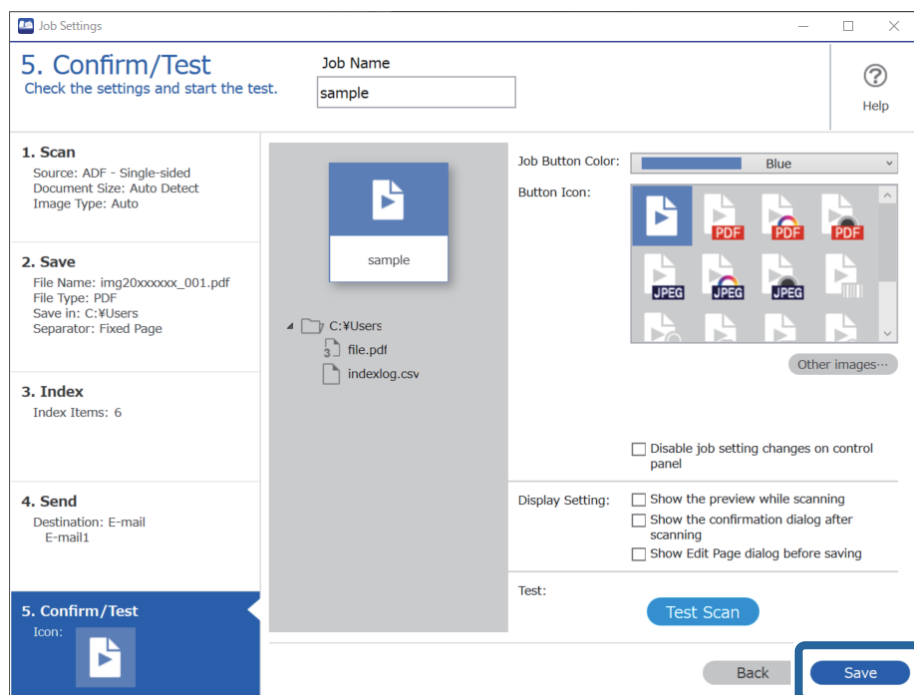 Job Settings
5. Confirm/Test
Check the settings and start the test.
Job Name
sample
Help
1. Scan
Source: ADF - Single-sided
Document Size: Auto Detect
Image Type: Auto
2. Save
File Name: img20xxxxxx_001.pdf
File Type: PDF
Save in: C:¥Users
Separator: Fixed Page
3. Index
Index Items: 6
4. Send
Destination: E-mail
E-mail1
5. Confirm/Test
Icon:
sample
C:¥Users
3 file.pdf
indexlog.csv
Job Button Color: Blue
Button Icon:
PDF PDF PDF
JPEG JPEG JPEG
Other images···
Disable job setting changes on control
panel
Display Setting: Show the preview while scanning
Show the confirmation dialog after
scanning
Show Edit Page dialog before saving
Test:
Test Scan
Back Save